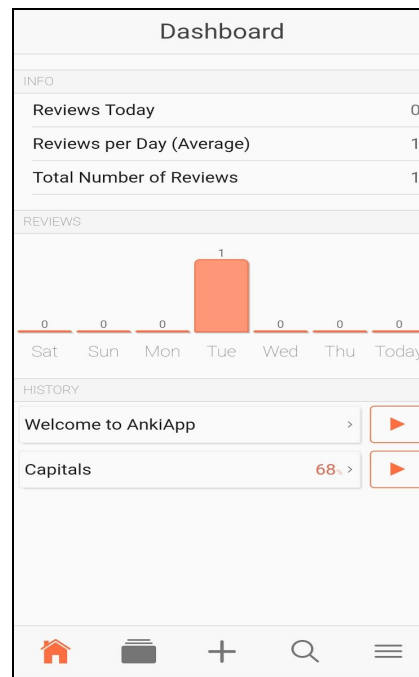 Dashboard
INFO
Reviews Today 0
Reviews per Day (Average) 1
Total Number of Reviews 1
REVIEWS
1
0 0 0 0 0 0
Sat Sun Mon Tue Wed Thu Today
HISTORY
Welcome to AnkiApp
Capitals 68%